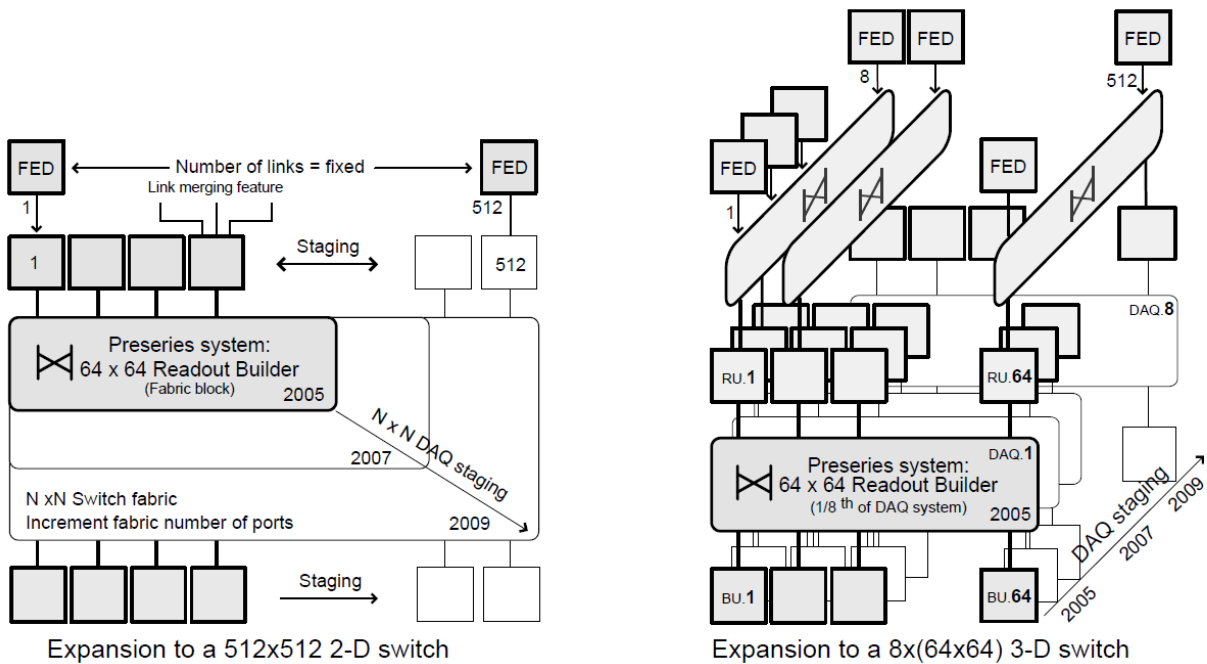 FED
Number of links = fixed
FED
Link merging feature
1
512
1
Staging
512
Preseries system:
64 x 64 Readout Builder
(Fabric block)
2005
N x N DAQ staging
2007
N xN Switch fabric
Increment fabric number of ports
2009
Staging
Expansion to a 512x512 2-D switch
FED
FED
FED
8
512
FED
FED
1
DAQ.8
RU.1
RU.64
DAQ.1
Preseries system:
64 x 64 Readout Builder
(1/8 th of DAQ system)
2005
DAQ staging
2005
2007
2009
BU.1
BU.64
Expansion to a 8x(64x64) 3-D switch